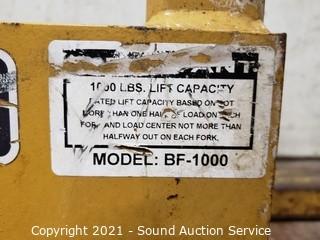 1000 LBS. LIFT CAPACITY
RATED LIFT CAPACITY BASED ON NOT
MORE THAN ONE HALF OF LOAD ON EACH
FORK AND LOAD CENTER NOT MORE THAN
HALFWAY OUT ON EACH FORK.
MODEL: BF-1000
Copyright 2021 - Sound Auction Service